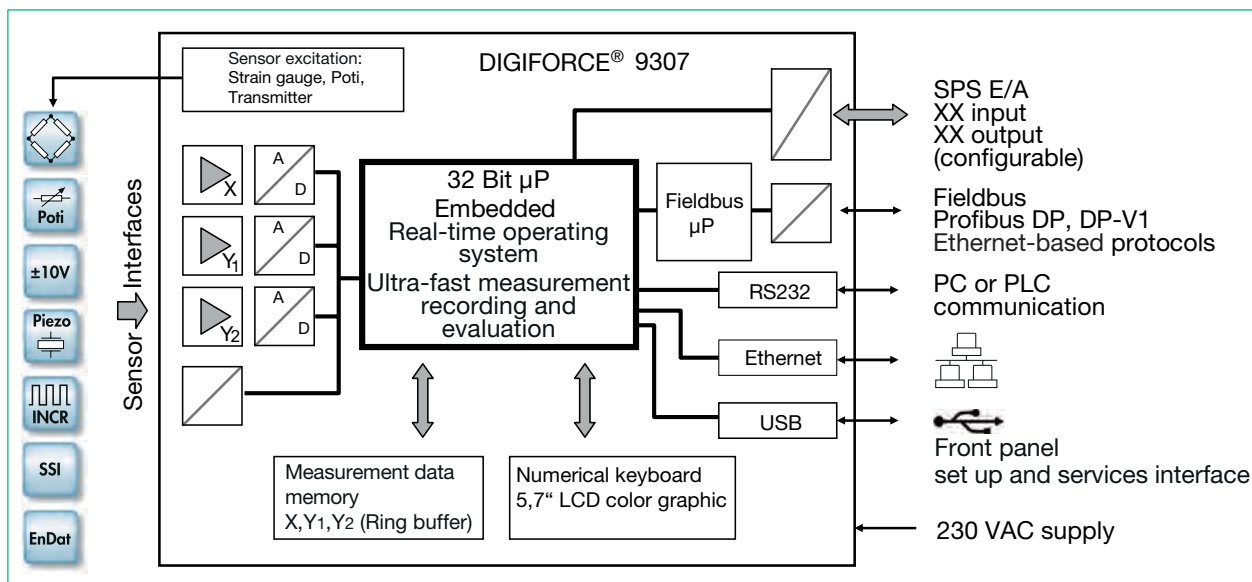 Sensor excitation:
Strain gauge, Poti,
Transmitter
DIGIFORCE® 9307
SPS E/A
XX input
XX output
(configurable)
Poti
±10V
Piezo
INCR
SSI
EnDat
Sensor Interfaces
X
A
D
Y1
A
D
Y2
A
D
32 Bit µP
Embedded
Real-time operating
system
Ultra-fast measurement
recording and
evaluation
Fieldbus
µP
Fieldbus
Profibus DP, DP-V1
Ethernet-based protocols
RS232
PC or PLC
communication
Ethernet
USB
Front panel
set up and services interface
Measurement data
memory
X,Y1,Y2 (Ring buffer)
Numerical keyboard
5,7“ LCD color graphic
230 VAC supply